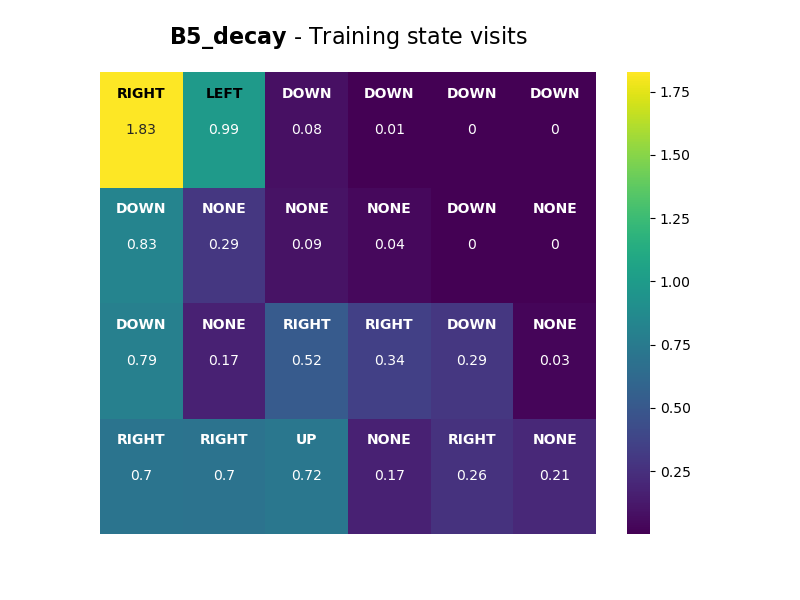 B5_decay - Training state visits
RIGHT LEFT DOWN DOWN DOWN DOWN
1.83 0.99 0.08 0.01 0 0
DOWN NONE NONE NONE DOWN NONE
0.83 0.29 0.09 0.04 0 0
DOWN NONE RIGHT RIGHT DOWN NONE
0.79 0.17 0.52 0.34 0.29 0.03
RIGHT RIGHT UP NONE RIGHT NONE
0.7 0.7 0.72 0.17 0.26 0.21
1.75
1.50
1.25
1.00
0.75
0.50
0.25